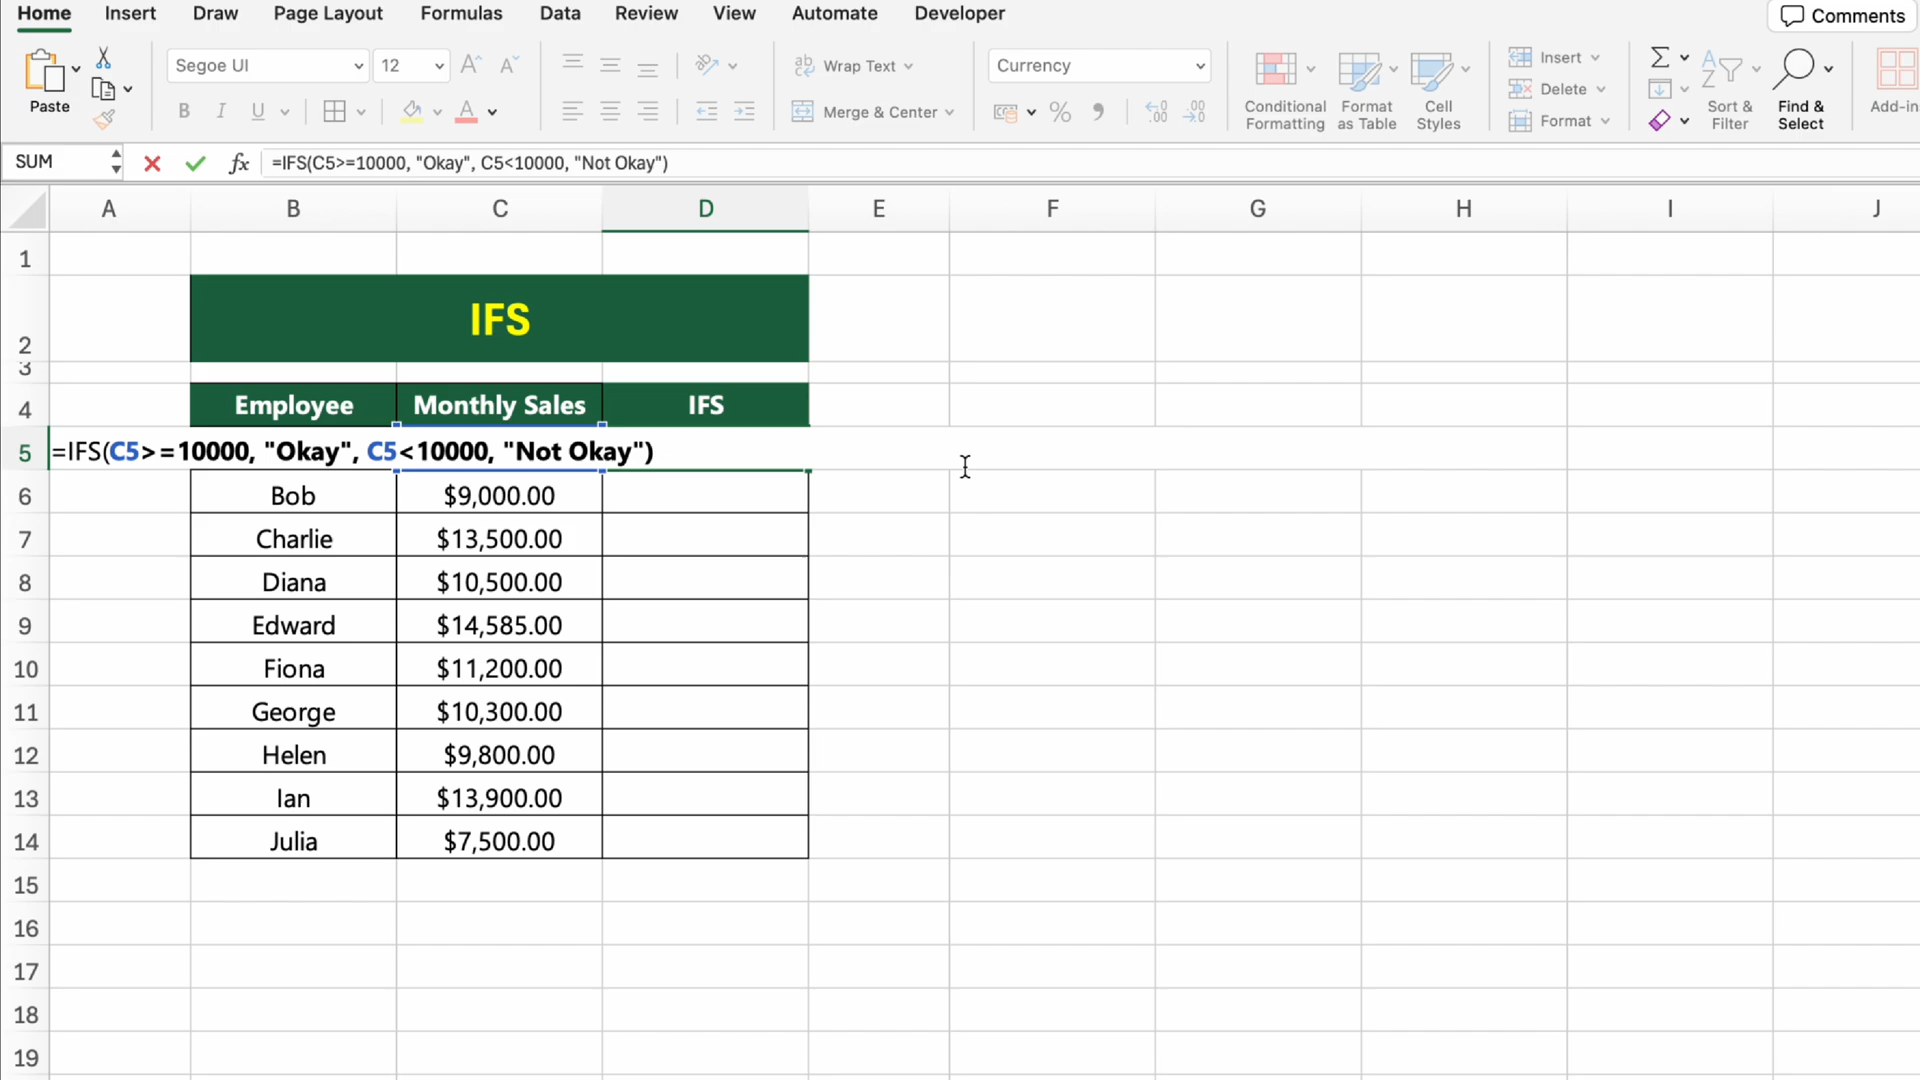 Home Insert Draw Page Layout Formulas Data Review View Automate Developer Comments
Paste Segoe UI 12 Wrap Text Merge & Center Currency Conditional Formatting Format as Table Cell Styles Insert Delete Format Sort & Filter Find & Select Add-in
SUM fx =IFS(C5>=10000, "Okay", C5<10000, "Not Okay")
A B C D E F G H I J
1
2 IFS
3
4 Employee Monthly Sales IFS
5 =IFS(C5>=10000, "Okay", C5<10000, "Not Okay")
6 Bob $9,000.00
7 Charlie $13,500.00
8 Diana $10,500.00
9 Edward $14,585.00
10 Fiona $11,200.00
11 George $10,300.00
12 Helen $9,800.00
13 Ian $13,900.00
14 Julia $7,500.00
15
16
17
18
19